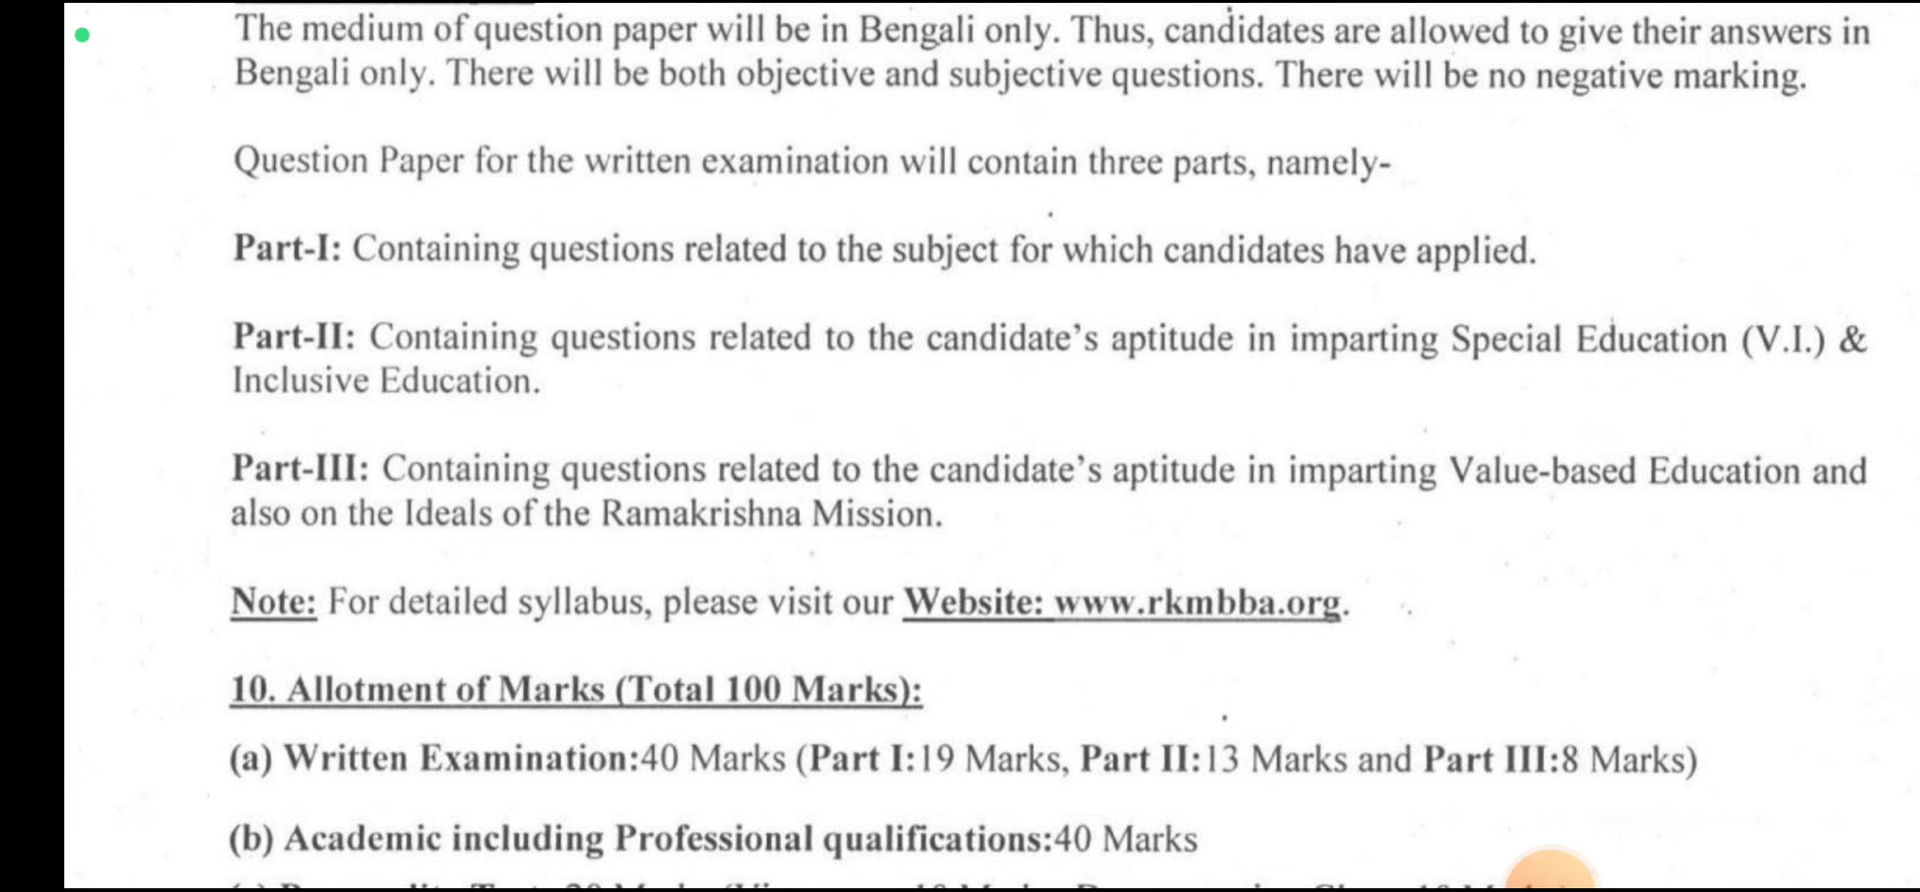 The medium of question paper will be in Bengali only. Thus, candidates are allowed to give their answers in
Bengali only. There will be both objective and subjective questions. There will be no negative marking.
Question Paper for the written examination will contain three parts, namely-
Part-I: Containing questions related to the subject for which candidates have applied.
Part-II: Containing questions related to the candidate's aptitude in imparting Special Education (V.I.) &
Inclusive Education.
Part-III: Containing questions related to the candidate's aptitude in imparting Value-based Education and
also on the Ideals of the Ramakrishna Mission.
Note: For detailed syllabus, please visit our Website: www.rkmbba.org.
10. Allotment of Marks (Total 100 Marks):
(a) Written Examination:40 Marks (Part I:19 Marks, Part II:13 Marks and Part III:8 Marks)
(b) Academic including Professional qualifications:40 Marks